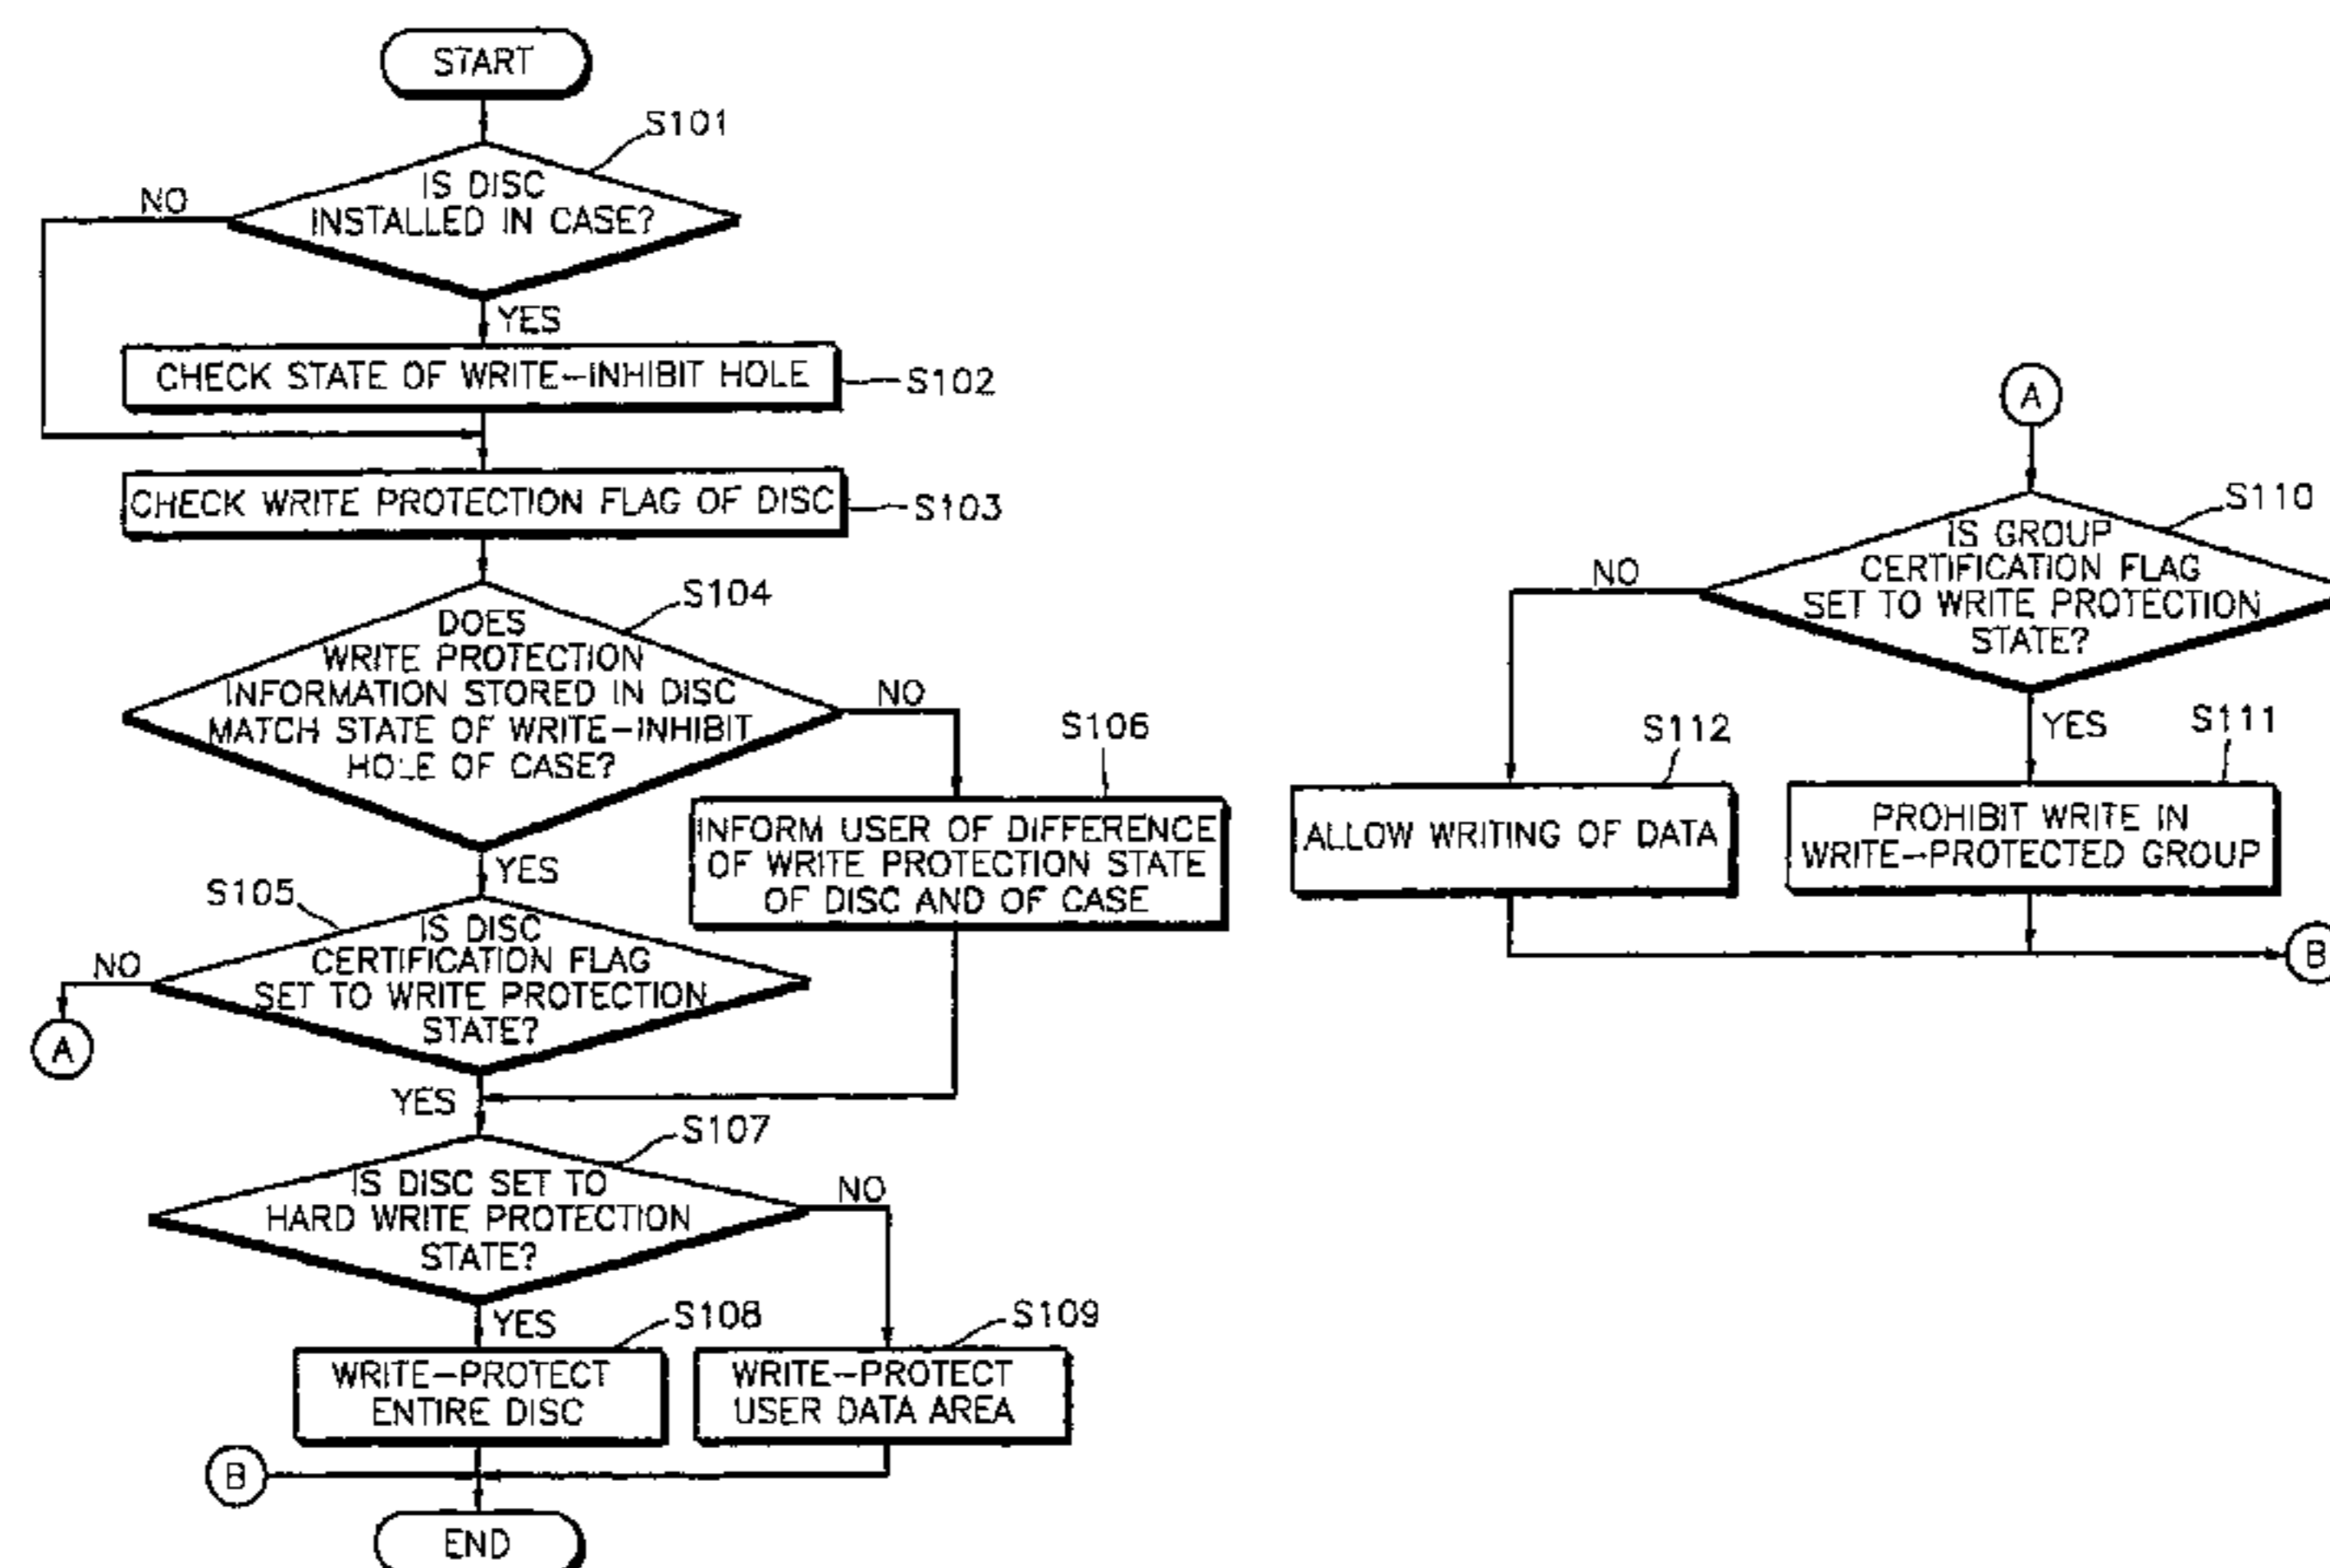 START
S101
IS DISC
INSTALLED IN CASE?
NO
YES
CHECK STATE OF WRITE-INHIBIT HOLE
S102
CHECK WRITE PROTECTION FLAG OF DISC
S103
S104
DOES
WRITE PROTECTION
INFORMATION STORED IN DISC
MATCH STATE OF WRITE-INHIBIT
HOLE OF CASE?
NO
YES
S106
INFORM USER OF DIFFERENCE
OF WRITE PROTECTION STATE
OF DISC AND OF CASE
S105
IS DISC
CERTIFICATION FLAG
SET TO WRITE PROTECTION
STATE?
NO
A
YES
S107
IS DISC SET TO
HARD WRITE PROTECTION
STATE?
NO
YES
S108
WRITE-PROTECT
ENTIRE DISC
S109
WRITE-PROTECT
USER DATA AREA
B
END
A
S110
IS GROUP
CERTIFICATION FLAG
SET TO WRITE PROTECTION
STATE?
NO
YES
S112
ALLOW WRITING OF DATA
S111
PROHIBIT WRITE IN
WRITE-PROTECTED GROUP
B